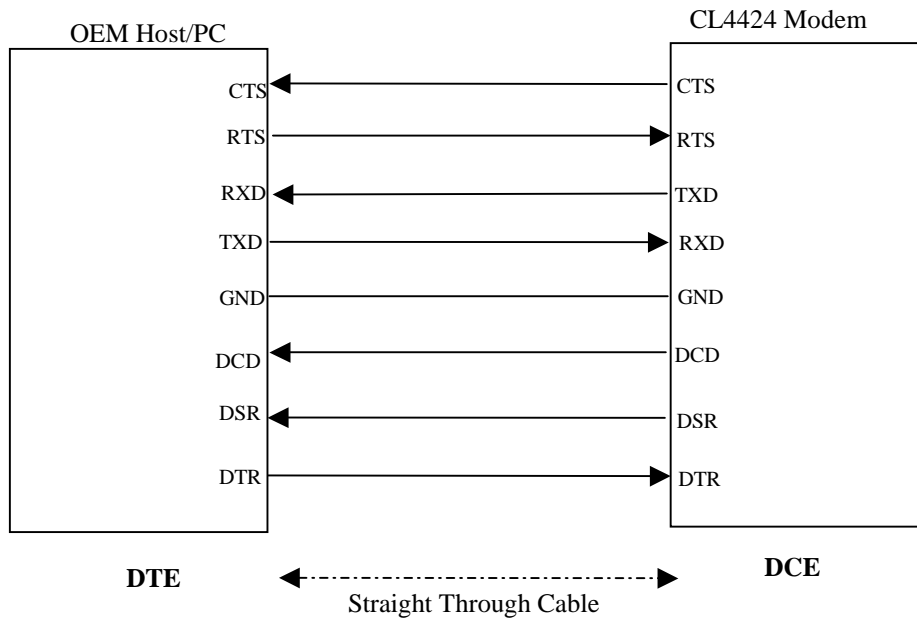 OEM Host/PC
CL4424 Modem
CTS
CTS
RTS
RTS
RXD
TXD
TXD
RXD
GND
GND
DCD
DCD
DSR
DSR
DTR
DTR
DTE
DCE
Straight Through Cable